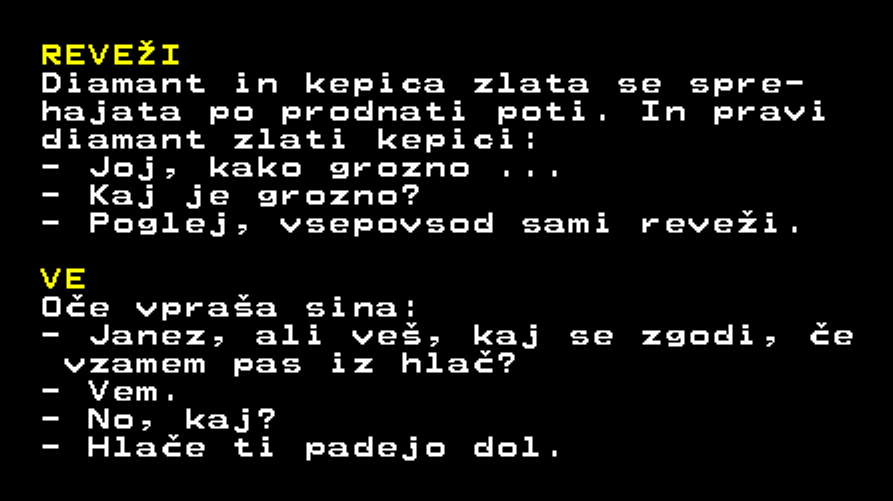 REVEŽI
Diamant in kepica zlata se spre-
hajata po prodnati poti. In pravi
diamant zlati kepici:
- Joj, kako grozno ...
- Kaj je grozno?
- Poglej, vsepovsod sami reveži.
VE
Oče vpraša sina:
- Janez, ali veš, kaj se zgodi, če
vzamem pas iz hlač?
- Vem.
- No, kaj?
- Hlače ti padejo dol.